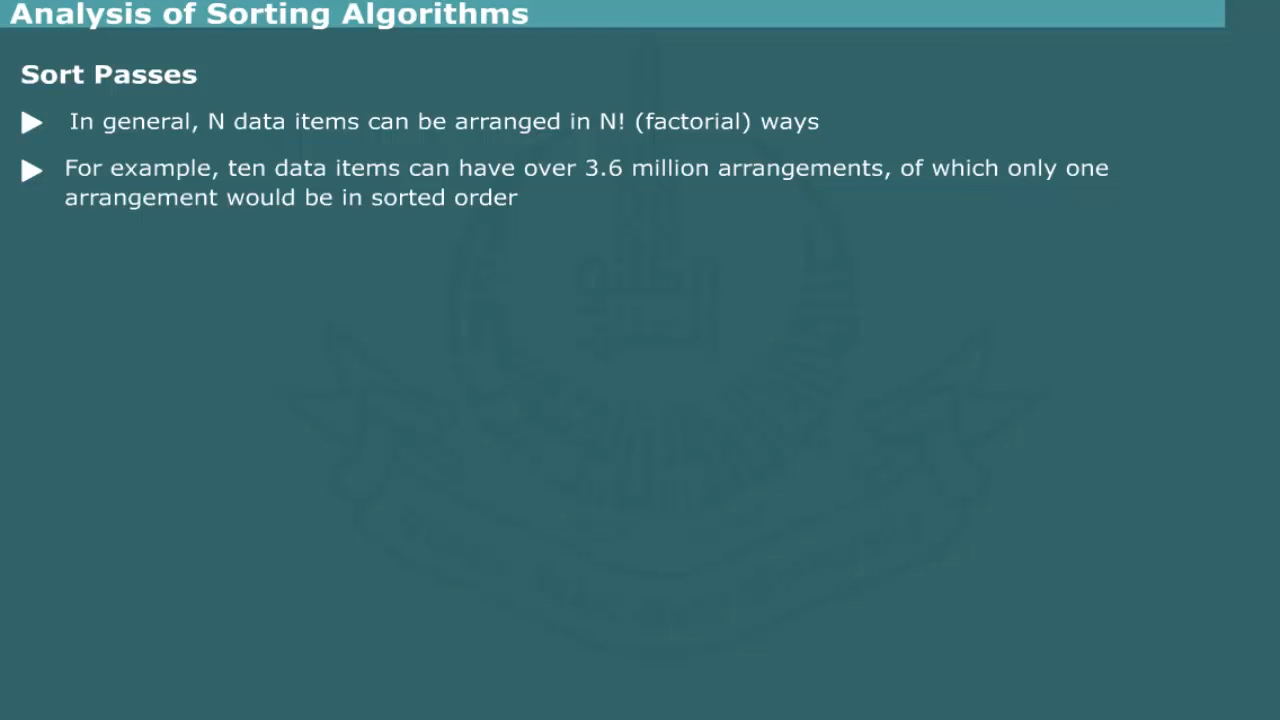 Analysis of Sorting Algorithms
Sort Passes
In general, N data items can be arranged in N! (factorial) ways
For example, ten data items can have over 3.6 million arrangements, of which only one
arrangement would be in sorted order